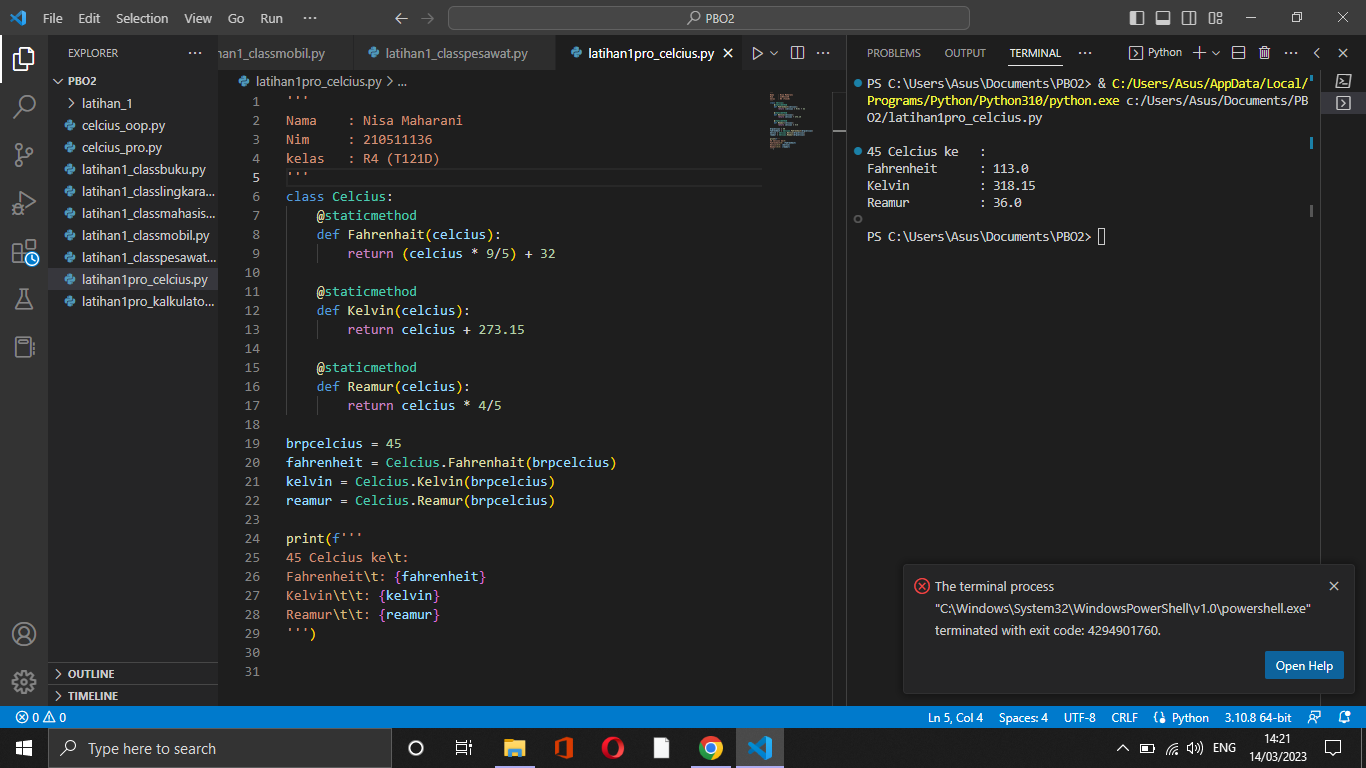 File Edit Selection View Go Run ···
PBO2
EXPLORER ···
PBO2
latihan_1
celcius_oop.py
celcius_pro.py
latihan1_classbuku.py
latihan1_classlingkara...
latihan1_classmahasis...
latihan1_classmobil.py
latihan1_classpesawat...
latihan1pro_celcius.py
latihan1pro_kalkulato...
OUTLINE
TIMELINE
han1_classmobil.py latihan1_classpesawat.py latihan1pro_celcius.py
latihan1pro_celcius.py > ...
1 '''
2 Nama    : Nisa Maharani
3 Nim     : 210511136
4 kelas   : R4 (T121D)
5 '''
6 class Celcius:
7     @staticmethod
8     def Fahrenhait(celcius):
9         return (celcius * 9/5) + 32
10
11     @staticmethod
12     def Kelvin(celcius):
13         return celcius + 273.15
14
15     @staticmethod
16     def Reamur(celcius):
17         return celcius * 4/5
18
19 brpcelcius = 45
20 fahrenheit = Celcius.Fahrenhait(brpcelcius)
21 kelvin = Celcius.Kelvin(brpcelcius)
22 reamur = Celcius.Reamur(brpcelcius)
23
24 print(f'''
25 45 Celcius ke\t:
26 Fahrenheit\t: {fahrenheit}
27 Kelvin\t\t: {kelvin}
28 Reamur\t\t: {reamur}
29 ''')
30
31
PROBLEMS OUTPUT TERMINAL ··· Python
PS C:\Users\Asus\Documents\PBO2> & C:/Users/Asus/AppData/Local/
Programs/Python/Python310/python.exe c:/Users/Asus/Documents/PB
O2/latihan1pro_celcius.py
45 Celcius ke   :
Fahrenheit      : 113.0
Kelvin          : 318.15
Reamur          : 36.0
PS C:\Users\Asus\Documents\PBO2>
The terminal process
"C:\Windows\System32\WindowsPowerShell\v1.0\powershell.exe"
terminated with exit code: 4294901760.
Open Help
0 0
Ln 5, Col 4 Spaces: 4 UTF-8 CRLF Python 3.10.8 64-bit
Type here to search
ENG
14:21
14/03/2023